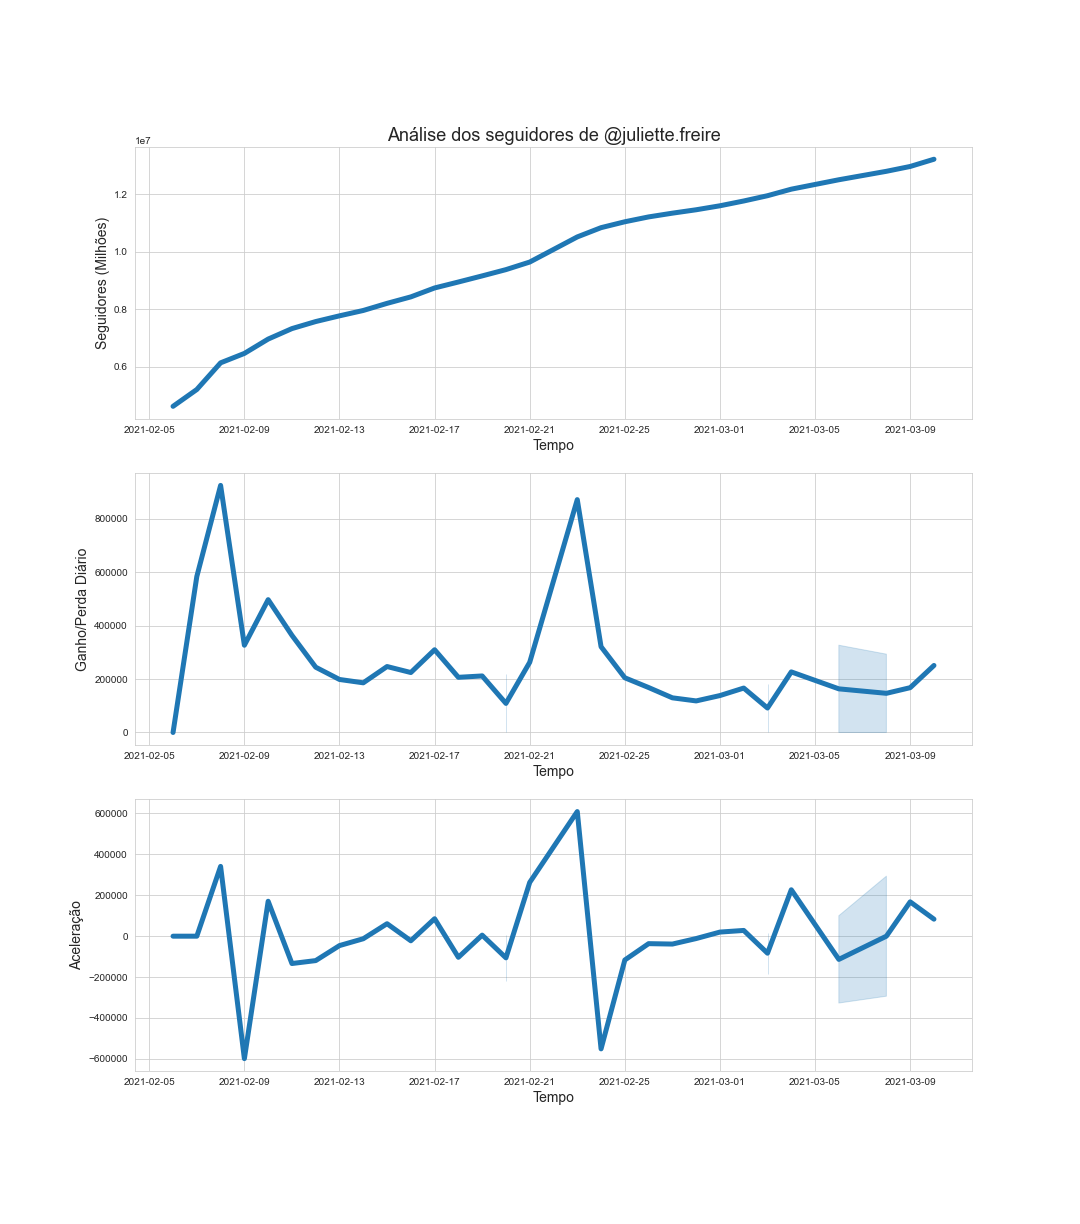 Análise dos seguidores de @juliette.freire
1e7
1.2
1.0
0.8
0.6
Seguidores (Milhões)
2021-02-05 2021-02-09 2021-02-13 2021-02-17 2021-02-21 2021-02-25 2021-03-01 2021-03-05 2021-03-09
Tempo
800000
600000
400000
200000
0
Ganho/Perda Diário
2021-02-05 2021-02-09 2021-02-13 2021-02-17 2021-02-21 2021-02-25 2021-03-01 2021-03-05 2021-03-09
Tempo
600000
400000
200000
0
−200000
−400000
−600000
Aceleração
2021-02-05 2021-02-09 2021-02-13 2021-02-17 2021-02-21 2021-02-25 2021-03-01 2021-03-05 2021-03-09
Tempo